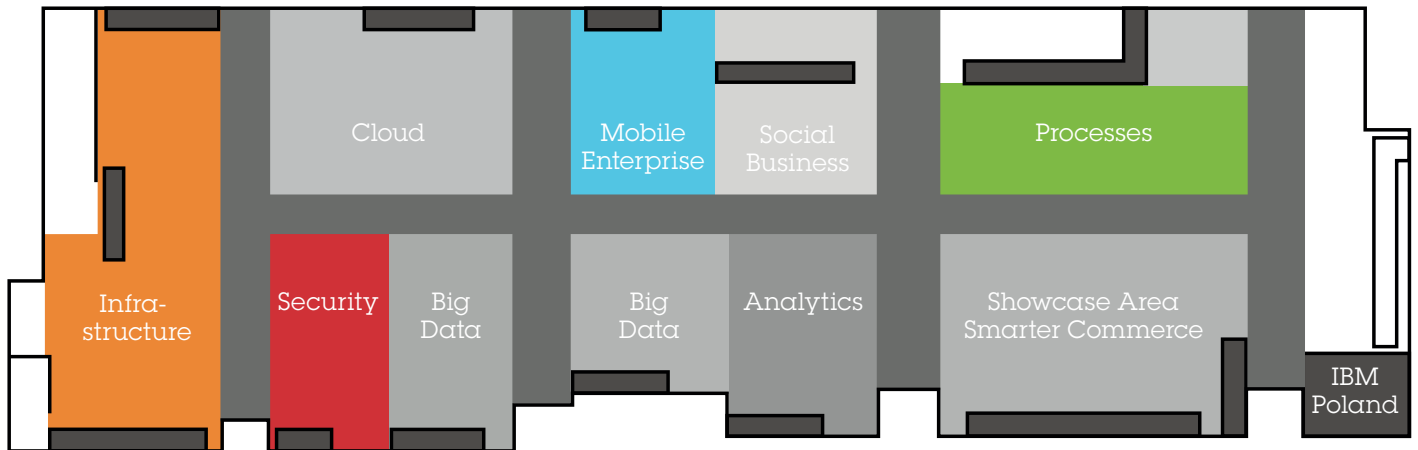 Cloud
Mobile
Enterprise
Social
Business
Processes
Infra-
structure
Security
Big
Data
Big
Data
Analytics
Showcase Area
Smarter Commerce
IBM
Poland